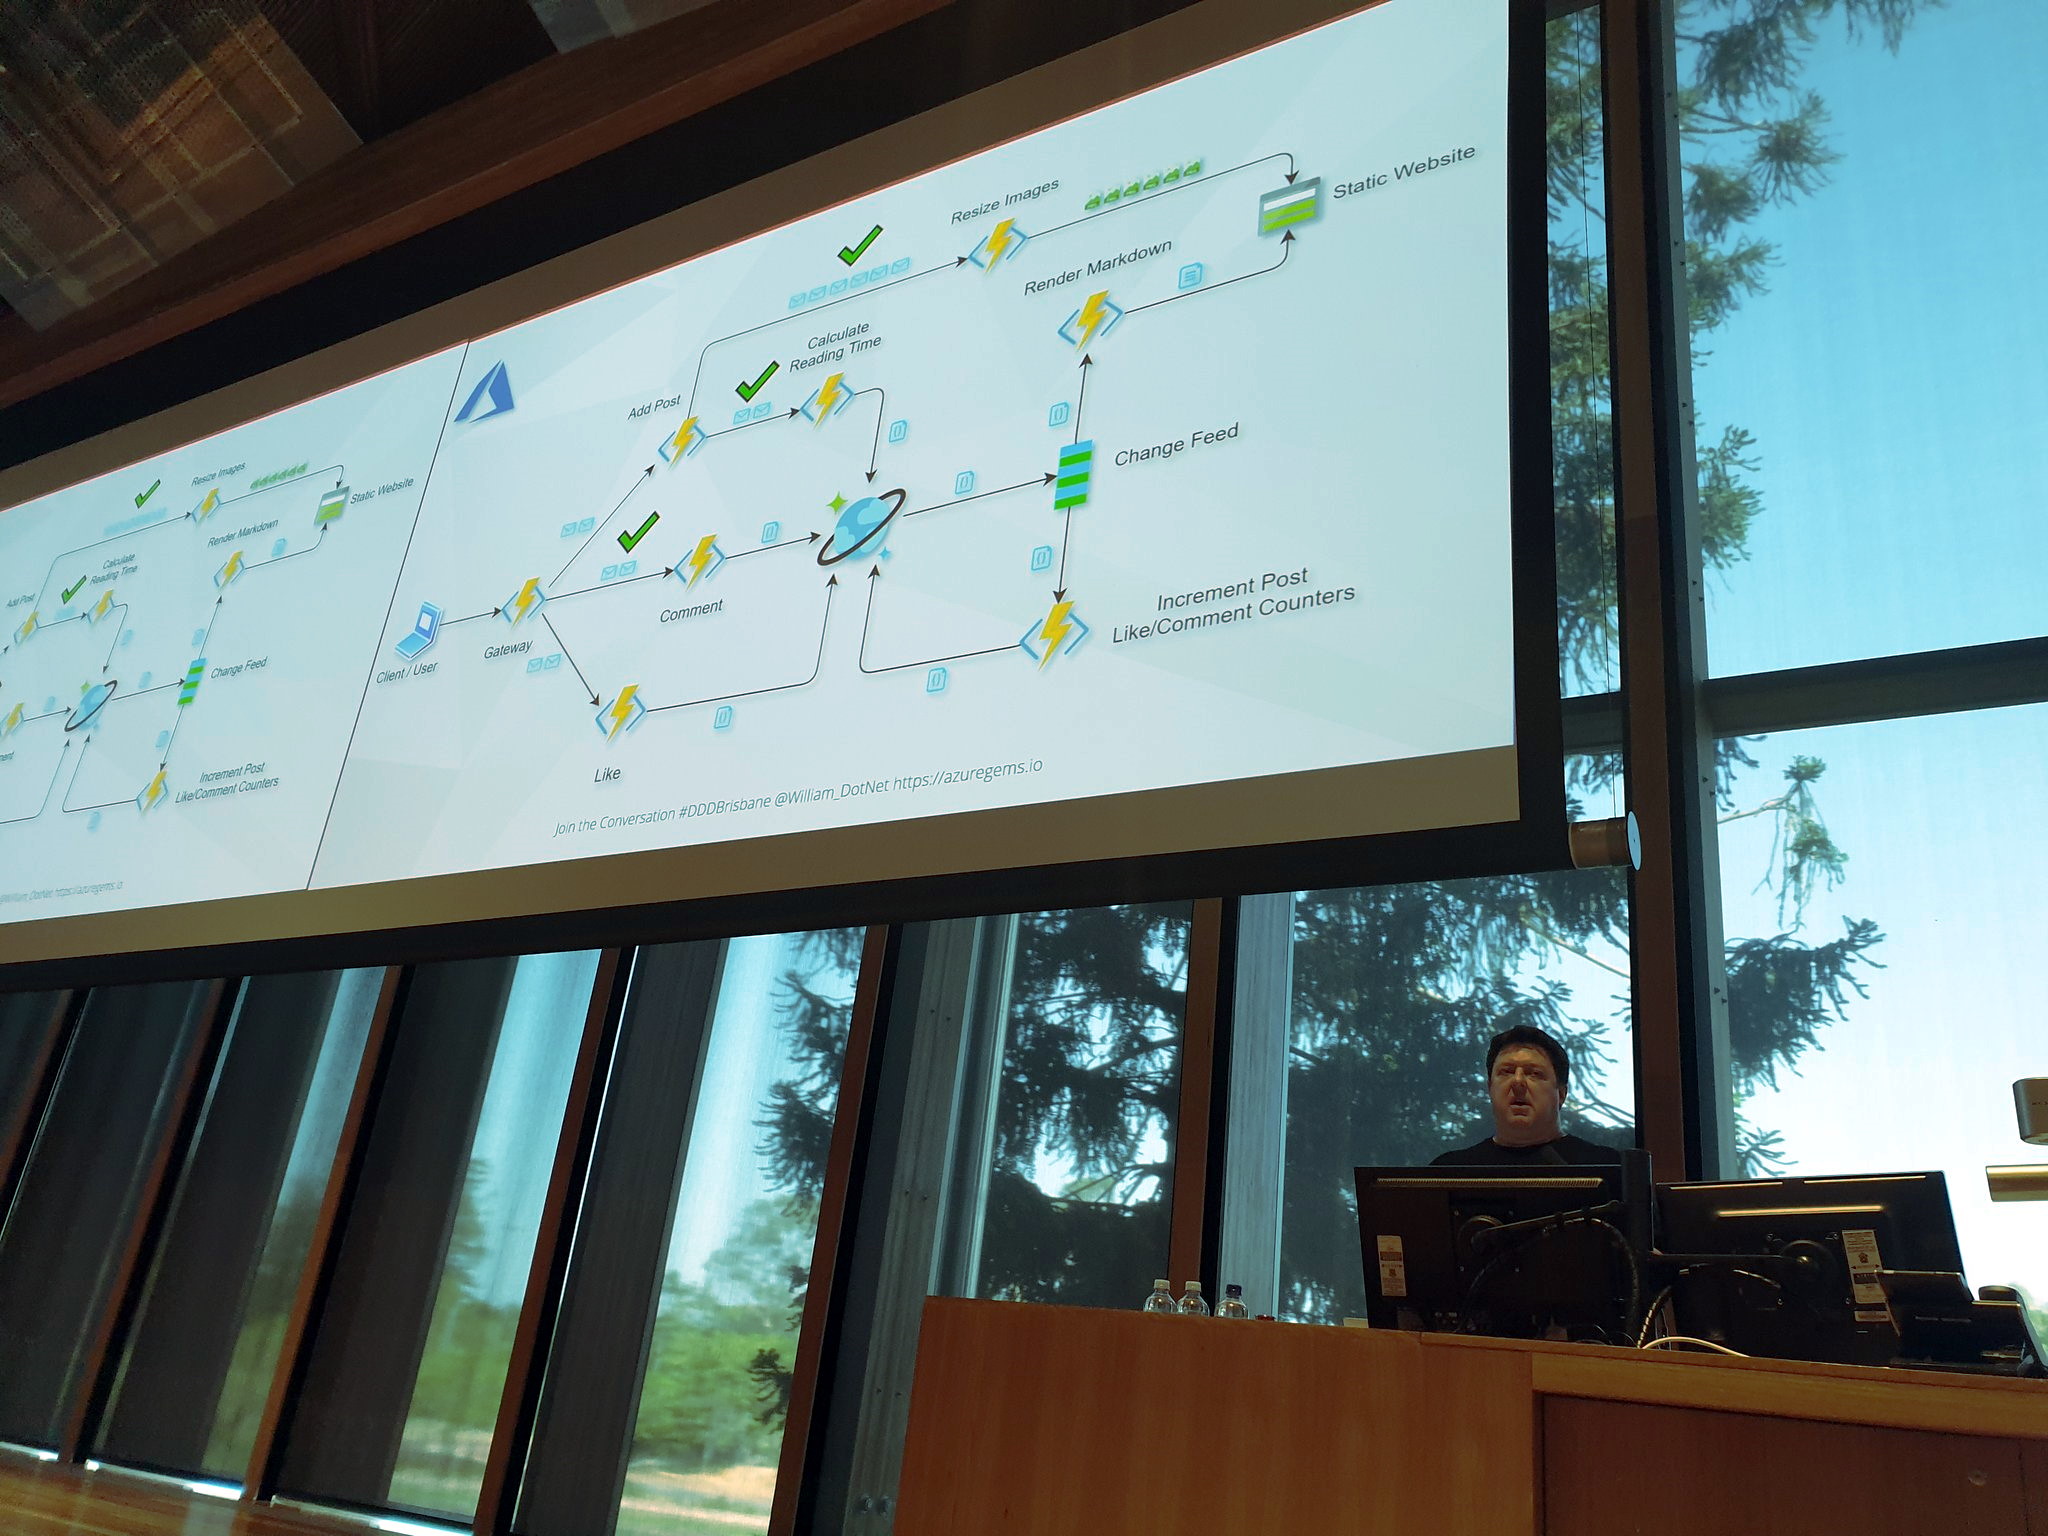 Resize Images
Static Website
Render Markdown
Calculate
Reading Time
Add Post
Change Feed
Comment
Increment Post
Like/Comment Counters
Gateway
Client / User
Like
Join the Conversation #DDDBrisbane @William_DotNet https://azuregems.io
Resize Images
Static Website
Render Markdown
Calculate
Reading Time
Add Post
Change Feed
Increment Post
Like/Comment Counters
@William_DotNet https://azuregems.io